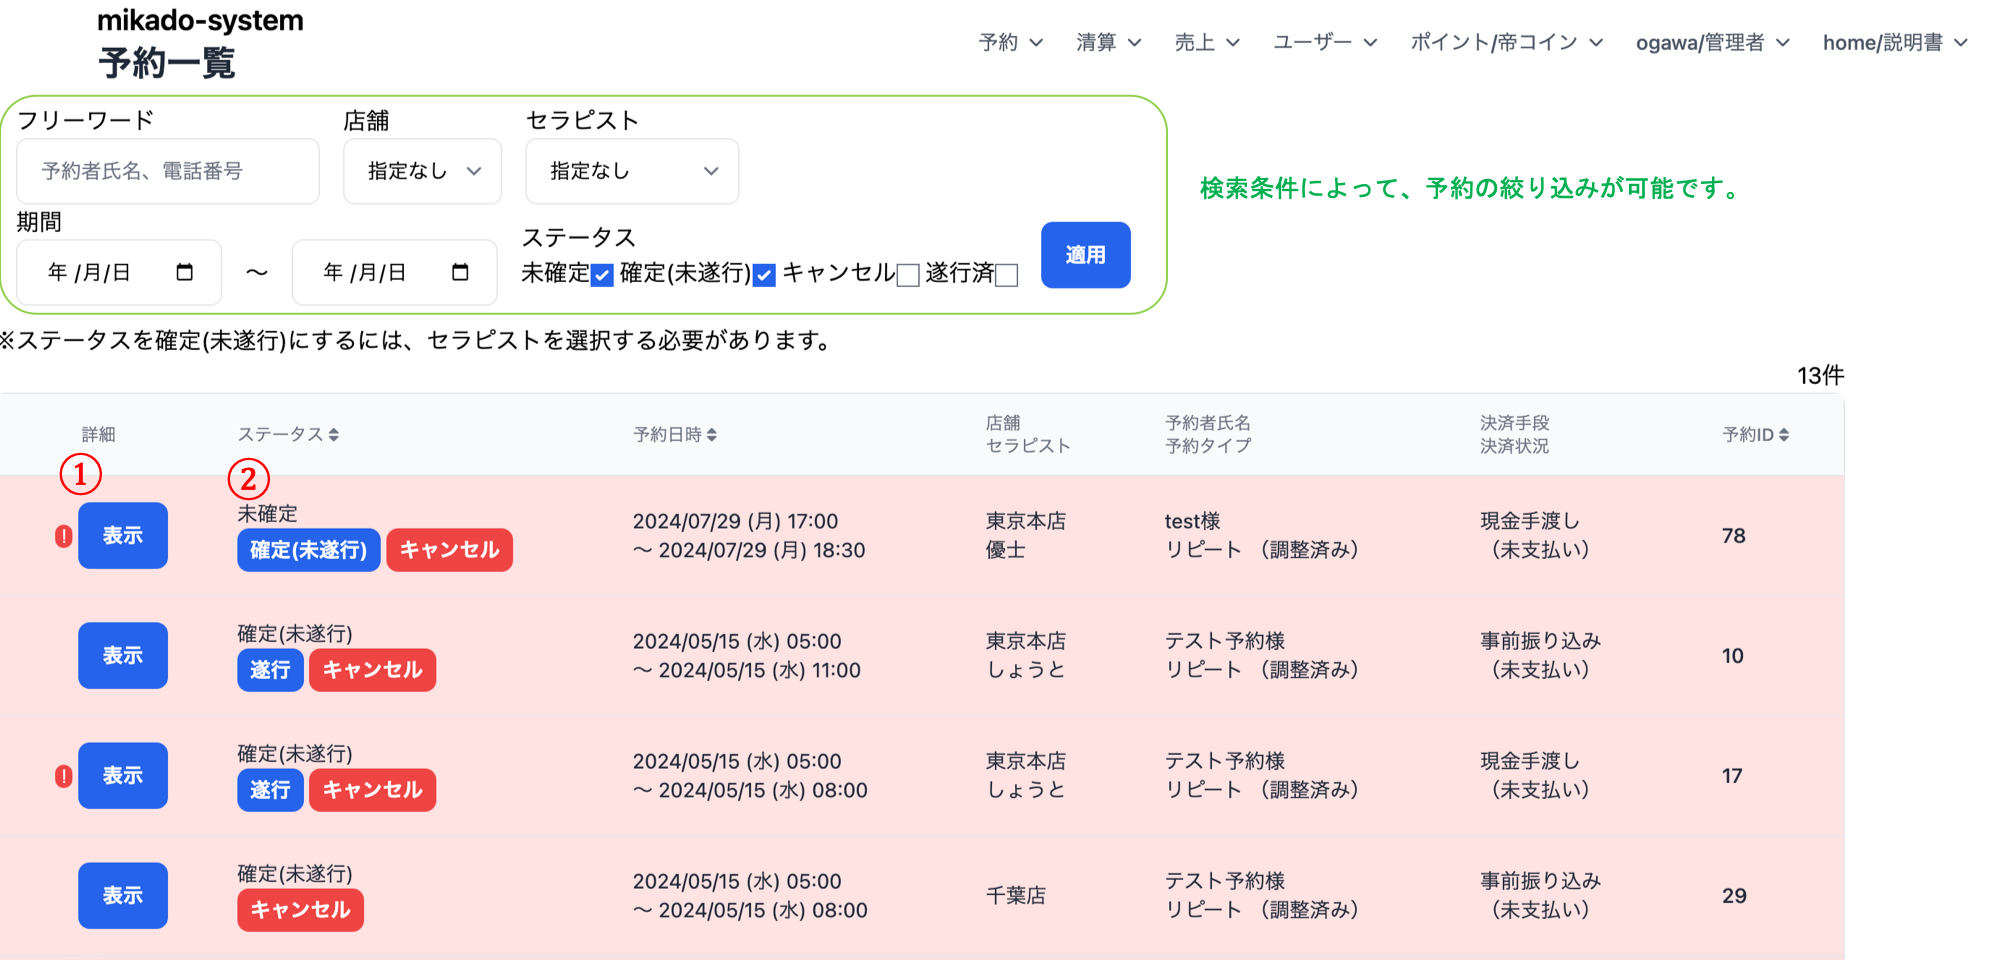 mikado-system
予約一覧
予約 清算 売上 ユーザー ポイント/帝コイン ogawa/管理者 home/説明書
フリーワード 店舗 セラピスト
予約者氏名、電話番号 指定なし 指定なし
検索条件によって、予約の絞り込みが可能です。
期間 ステータス
年 /月/日 ～ 年 /月/日 未確定 確定(未遂行) キャンセル 遂行済 適用
※ステータスを確定(未遂行)にするには、セラピストを選択する必要があります。
13件
詳細 ステータス 予約日時 店舗 予約者氏名 決済手段 予約ID
セラピスト 予約タイプ 決済状況
① ②
未確定
! 表示 確定(未遂行) キャンセル 2024/07/29 (月) 17:00 東京本店 test様 現金手渡し 78
～ 2024/07/29 (月) 18:30 優士 リピート （調整済み） （未支払い）
確定(未遂行)
表示 遂行 キャンセル 2024/05/15 (水) 05:00 東京本店 テスト予約様 事前振り込み 10
～ 2024/05/15 (水) 11:00 しょうと リピート （調整済み） （未支払い）
確定(未遂行)
! 表示 遂行 キャンセル 2024/05/15 (水) 05:00 東京本店 テスト予約様 現金手渡し 17
～ 2024/05/15 (水) 08:00 しょうと リピート （調整済み） （未支払い）
確定(未遂行)
表示 キャンセル 2024/05/15 (水) 05:00 千葉店 テスト予約様 事前振り込み 29
～ 2024/05/15 (水) 08:00 リピート （調整済み） （未支払い）